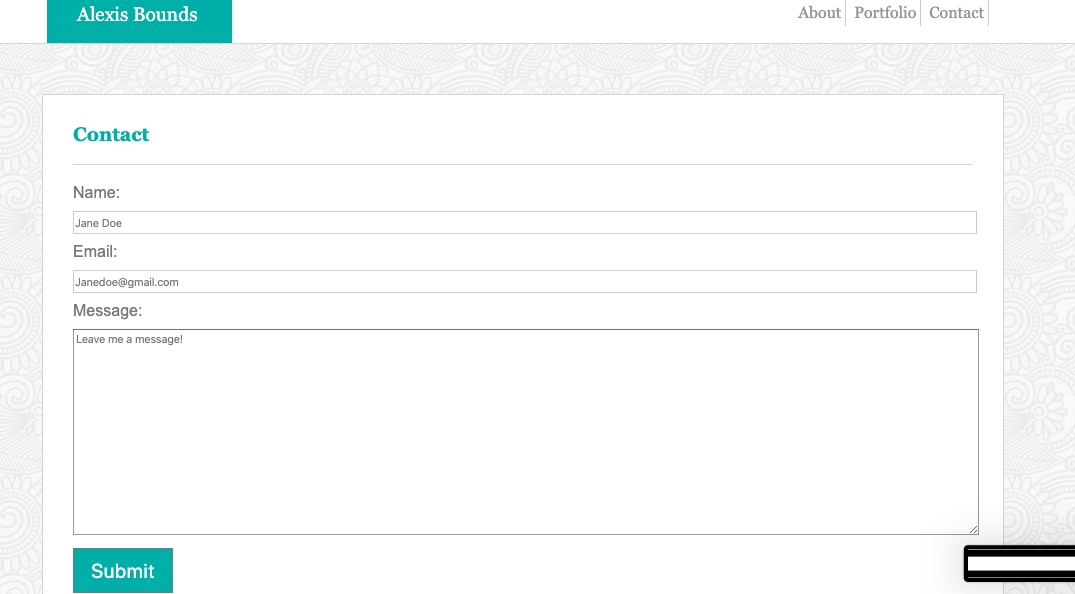 Alexis Bounds
About Portfolio Contact
Contact
Name:
Jane Doe
Email:
Janedoe@gmail.com
Message:
Leave me a message!
Submit